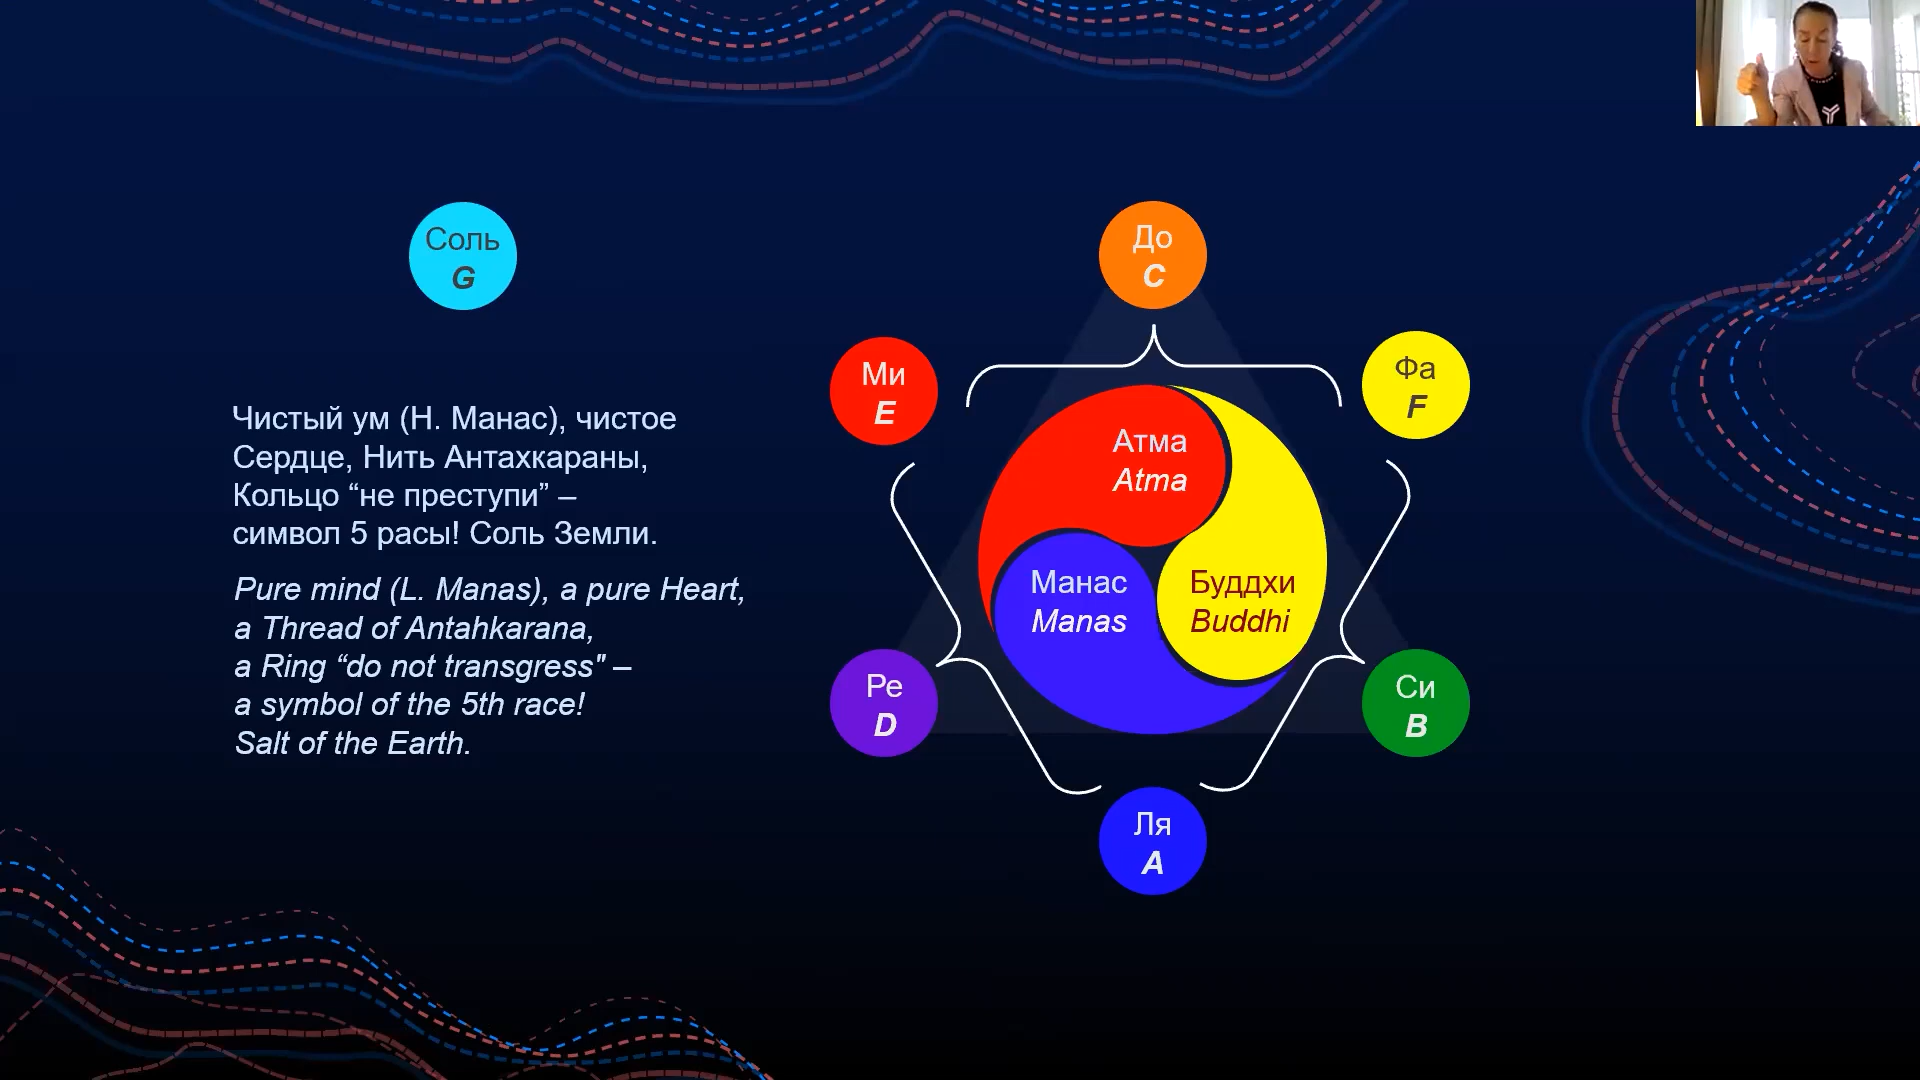 Соль
G
Чистый ум (Н. Манас), чистое
Сердце, Нить Антахкараны,
Кольцо “не преступи” –
символ 5 расы! Соль Земли.
Pure mind (L. Manas), a pure Heart,
a Thread of Antahkarana,
a Ring “do not transgress" –
a symbol of the 5th race!
Salt of the Earth.
До
C
Ми
E
Фа
F
Атма
Atma
Манас
Manas
Буддхи
Buddhi
Ре
D
Си
B
Ля
A